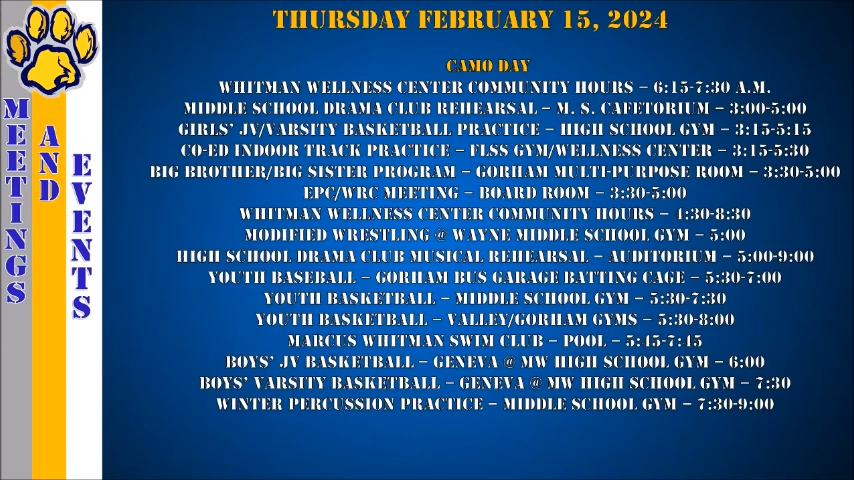 MEETINGS
AND
EVENTS
THURSDAY FEBRUARY 15, 2024
CAMO DAY
WHITMAN WELLNESS CENTER COMMUNITY HOURS – 6:15-7:30 A.M.
MIDDLE SCHOOL DRAMA CLUB REHEARSAL – M. S. CAFETORIUM – 3:00-5:00
GIRLS' JV/VARSITY BASKETBALL PRACTICE – HIGH SCHOOL GYM – 3:15-5:15
CO-ED INDOOR TRACK PRACTICE – FLSS GYM/WELLNESS CENTER – 3:15-5:30
BIG BROTHER/BIG SISTER PROGRAM – GORHAM MULTI-PURPOSE ROOM – 3:30-5:00
EPC/WRC MEETING – BOARD ROOM – 3:30-5:00
WHITMAN WELLNESS CENTER COMMUNITY HOURS – 4:30-8:30
MODIFIED WRESTLING @ WAYNE MIDDLE SCHOOL GYM – 5:00
HIGH SCHOOL DRAMA CLUB MUSICAL REHEARSAL – AUDITORIUM – 5:00-9:00
YOUTH BASEBALL – GORHAM BUS GARAGE BATTING CAGE – 5:30-7:00
YOUTH BASKETBALL – MIDDLE SCHOOL GYM – 5:30-7:30
YOUTH BASKETBALL – VALLEY/GORHAM GYMS – 5:30-8:00
MARCUS WHITMAN SWIM CLUB – POOL – 5:45-7:45
BOYS' JV BASKETBALL – GENEVA @ MW HIGH SCHOOL GYM – 6:00
BOYS' VARSITY BASKETBALL – GENEVA @ MW HIGH SCHOOL GYM – 7:30
WINTER PERCUSSION PRACTICE – MIDDLE SCHOOL GYM – 7:30-9:00